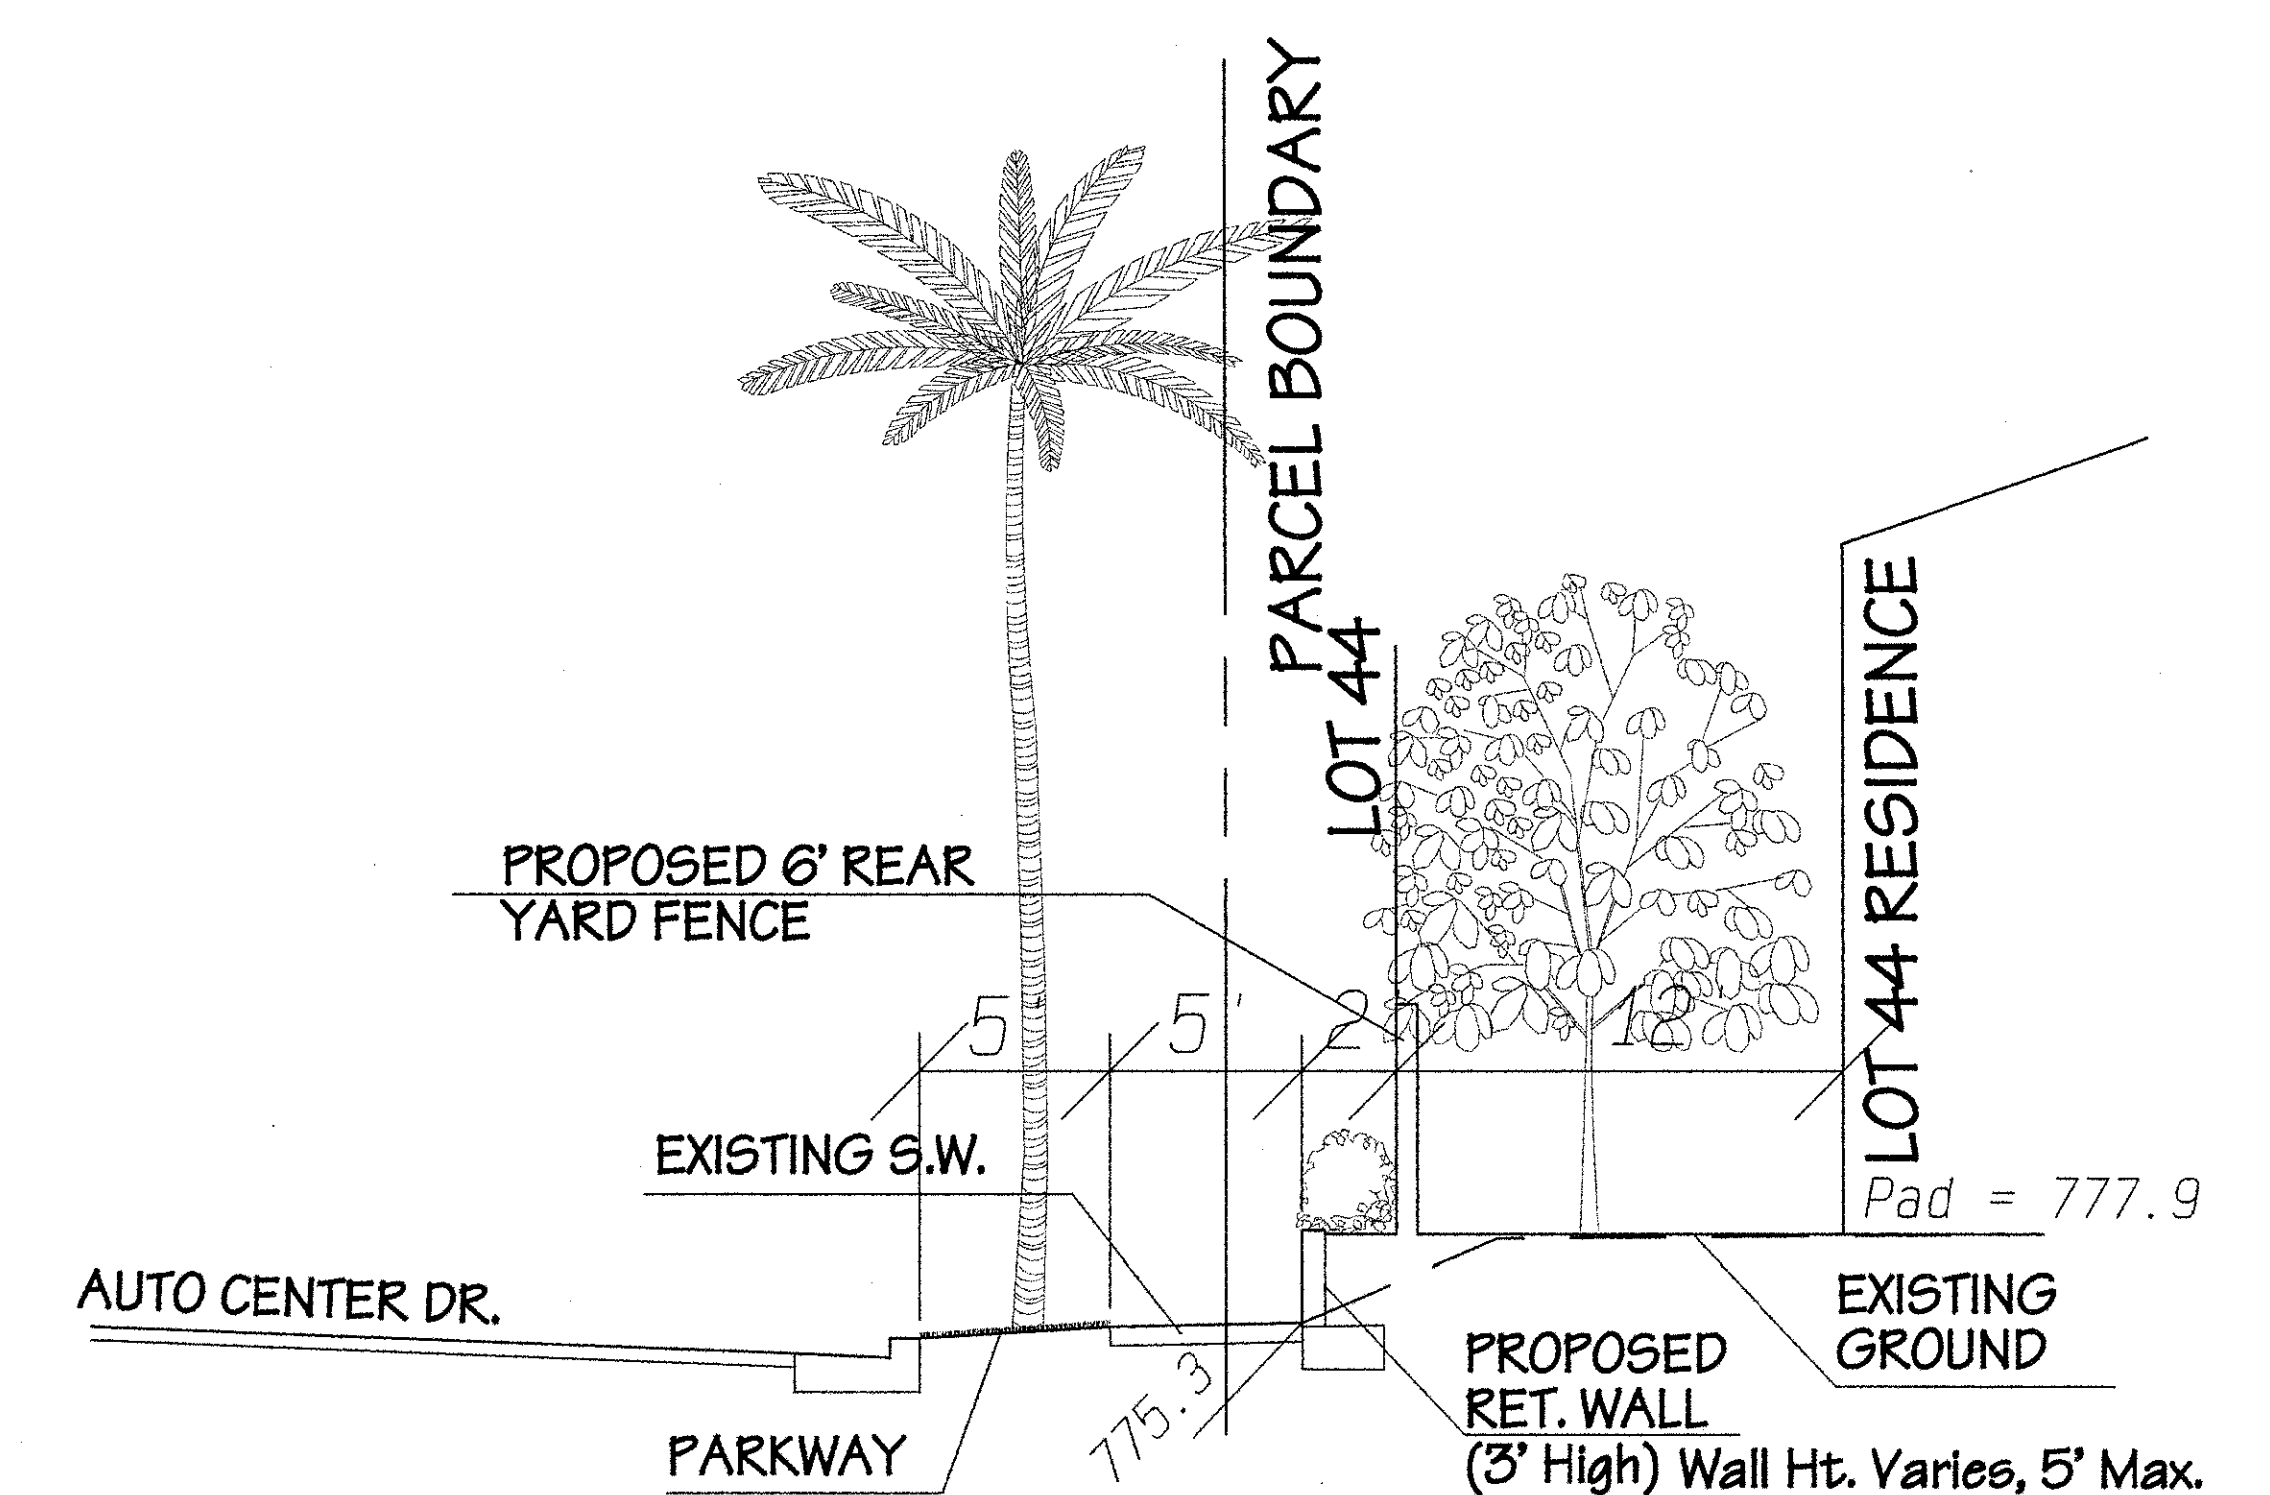 PARCEL BOUNDARY
LOT 44
LOT 44 RESIDENCE
PROPOSED 6' REAR
YARD FENCE
5'
5'
2'
12'
EXISTING S.W.
Pad = 777.9
AUTO CENTER DR.
EXISTING
GROUND
775.3
PROPOSED
RET. WALL
(3' High) Wall Ht. Varies, 5' Max.
PARKWAY